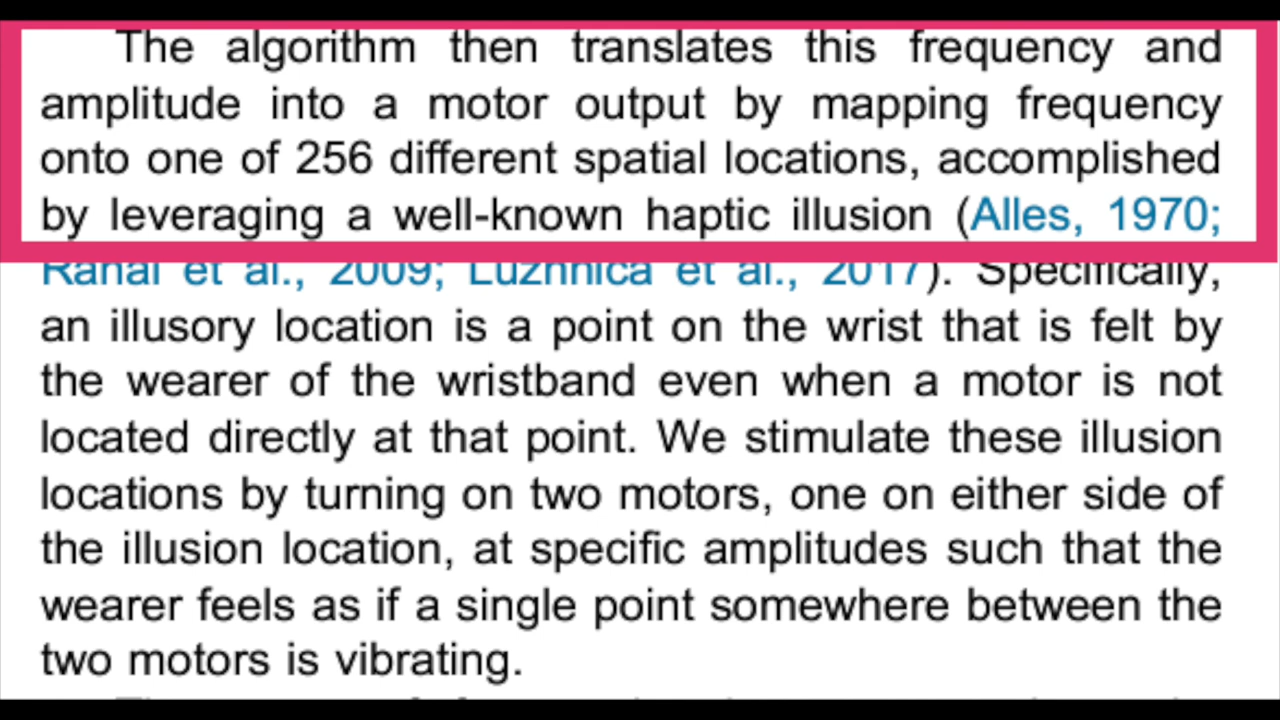 The algorithm then translates this frequency and
amplitude into a motor output by mapping frequency
onto one of 256 different spatial locations, accomplished
by leveraging a well-known haptic illusion (Alles, 1970;
Rahal et al., 2009; Luzhnica et al., 2017). Specifically,
an illusory location is a point on the wrist that is felt by
the wearer of the wristband even when a motor is not
located directly at that point. We stimulate these illusion
locations by turning on two motors, one on either side of
the illusion location, at specific amplitudes such that the
wearer feels as if a single point somewhere between the
two motors is vibrating.